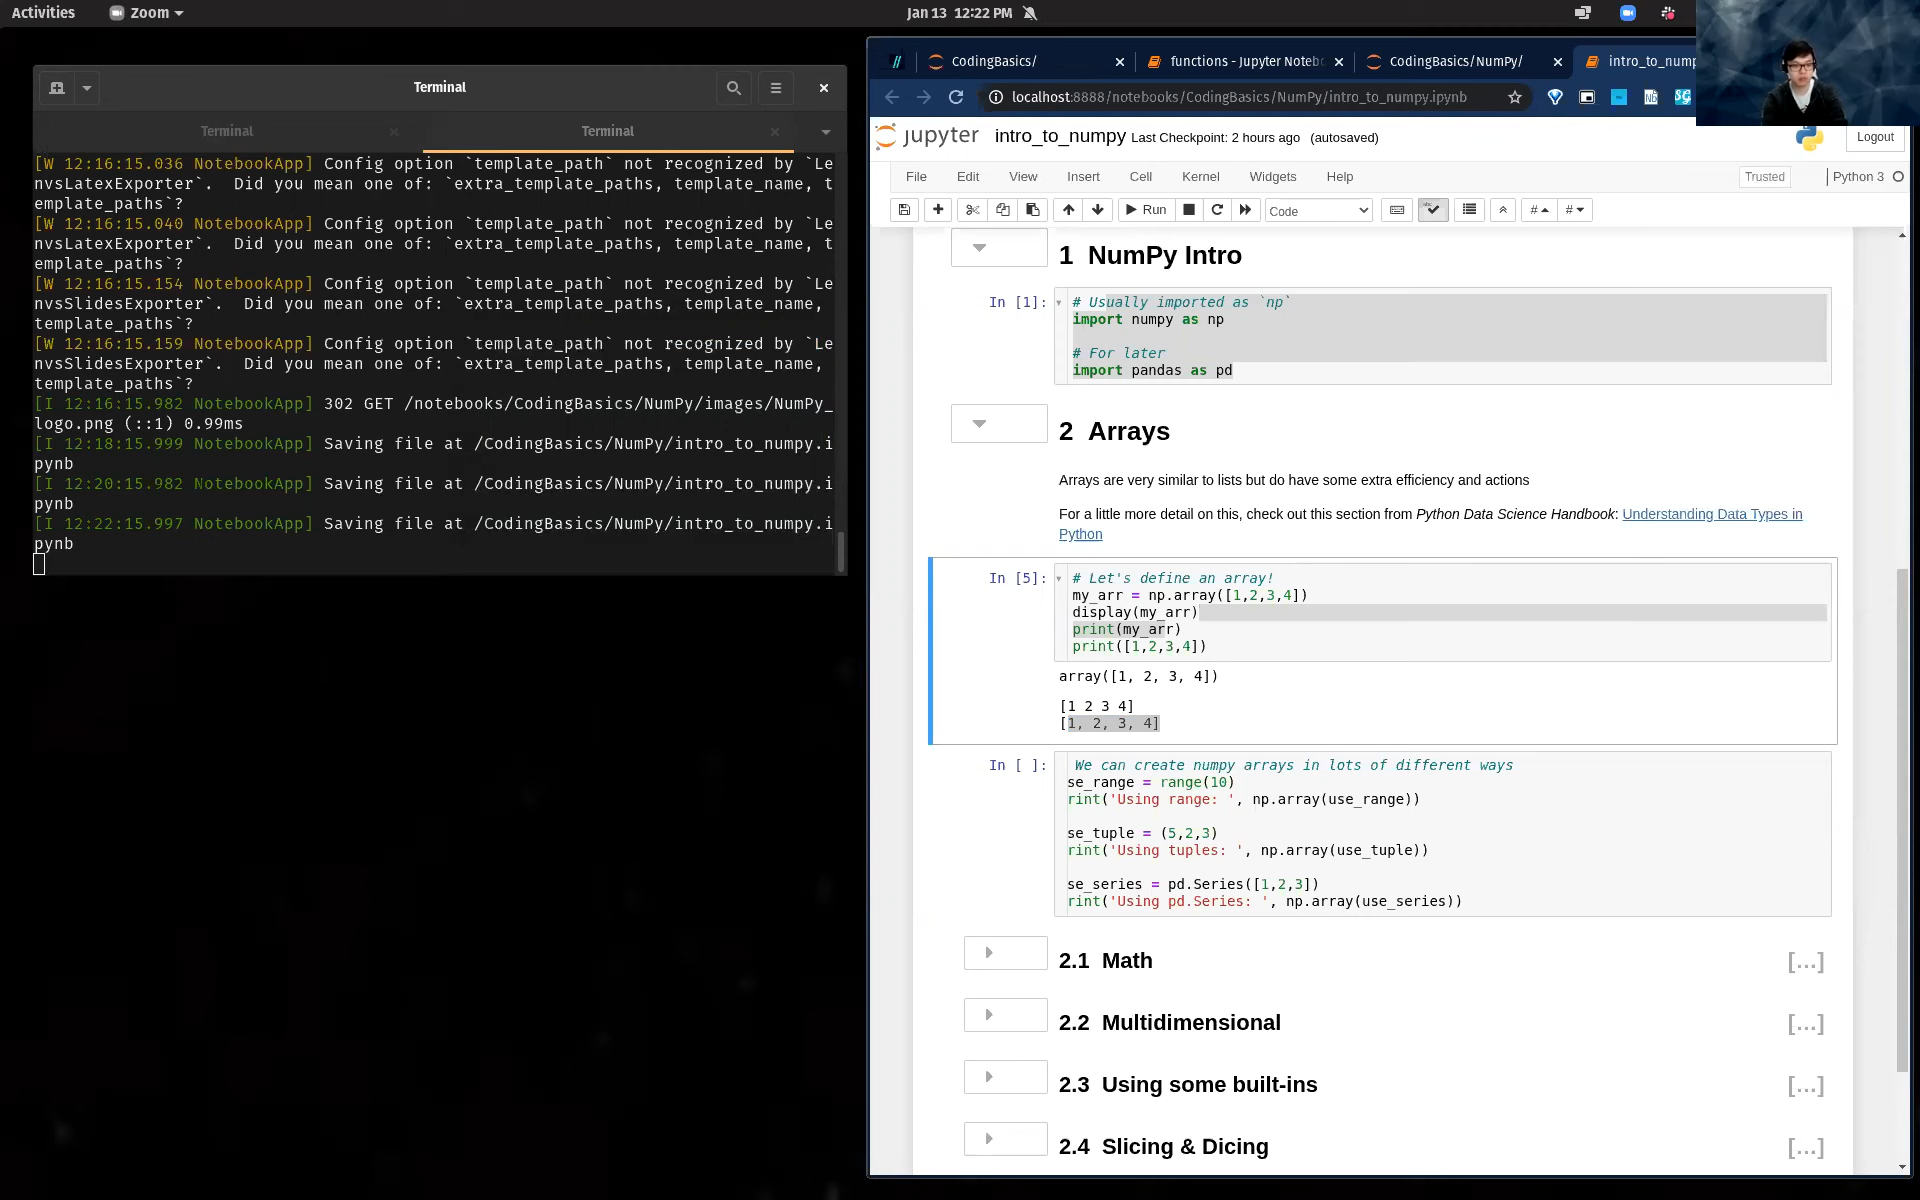 Activities
Zoom
Jan 13 12:22 PM
Terminal
Terminal
Terminal
[W 12:16:15.036 NotebookApp] Config option `template_path` not recognized by `Le
nvsLatexExporter`.  Did you mean one of: `extra_template_paths, template_name, t
emplate_paths`?
[W 12:16:15.040 NotebookApp] Config option `template_path` not recognized by `Le
nvsLatexExporter`.  Did you mean one of: `extra_template_paths, template_name, t
emplate_paths`?
[W 12:16:15.154 NotebookApp] Config option `template_path` not recognized by `Le
nvsSlidesExporter`.  Did you mean one of: `extra_template_paths, template_name,
template_paths`?
[W 12:16:15.159 NotebookApp] Config option `template_path` not recognized by `Le
nvsSlidesExporter`.  Did you mean one of: `extra_template_paths, template_name,
template_paths`?
[I 12:16:15.982 NotebookApp] 302 GET /notebooks/CodingBasics/NumPy/images/NumPy_
logo.png (::1) 0.99ms
[I 12:18:15.999 NotebookApp] Saving file at /CodingBasics/NumPy/intro_to_numpy.i
pynb
[I 12:20:15.982 NotebookApp] Saving file at /CodingBasics/NumPy/intro_to_numpy.i
pynb
[I 12:22:15.997 NotebookApp] Saving file at /CodingBasics/NumPy/intro_to_numpy.i
pynb
CodingBasics/
functions - Jupyter Noteb
CodingBasics/NumPy/
intro_to_nump
localhost:8888/notebooks/CodingBasics/NumPy/intro_to_numpy.ipynb
jupyter intro_to_numpy Last Checkpoint: 2 hours ago (autosaved)
Logout
File Edit View Insert Cell Kernel Widgets Help
Trusted
Python 3
Run
Code
1 NumPy Intro
In [1]:
# Usually imported as `np`
import numpy as np
# For later
import pandas as pd
2 Arrays
Arrays are very similar to lists but do have some extra efficiency and actions
For a little more detail on this, check out this section from Python Data Science Handbook: Understanding Data Types in
Python
In [5]:
# Let's define an array!
my_arr = np.array([1,2,3,4])
display(my_arr)
print(my_arr)
print([1,2,3,4])
array([1, 2, 3, 4])
[1 2 3 4]
[1, 2, 3, 4]
In [ ]:
We can create numpy arrays in lots of different ways
se_range = range(10)
rint('Using range: ', np.array(use_range))
se_tuple = (5,2,3)
rint('Using tuples: ', np.array(use_tuple))
se_series = pd.Series([1,2,3])
rint('Using pd.Series: ', np.array(use_series))
2.1 Math
[...]
2.2 Multidimensional
[...]
2.3 Using some built-ins
[...]
2.4 Slicing & Dicing
[...]